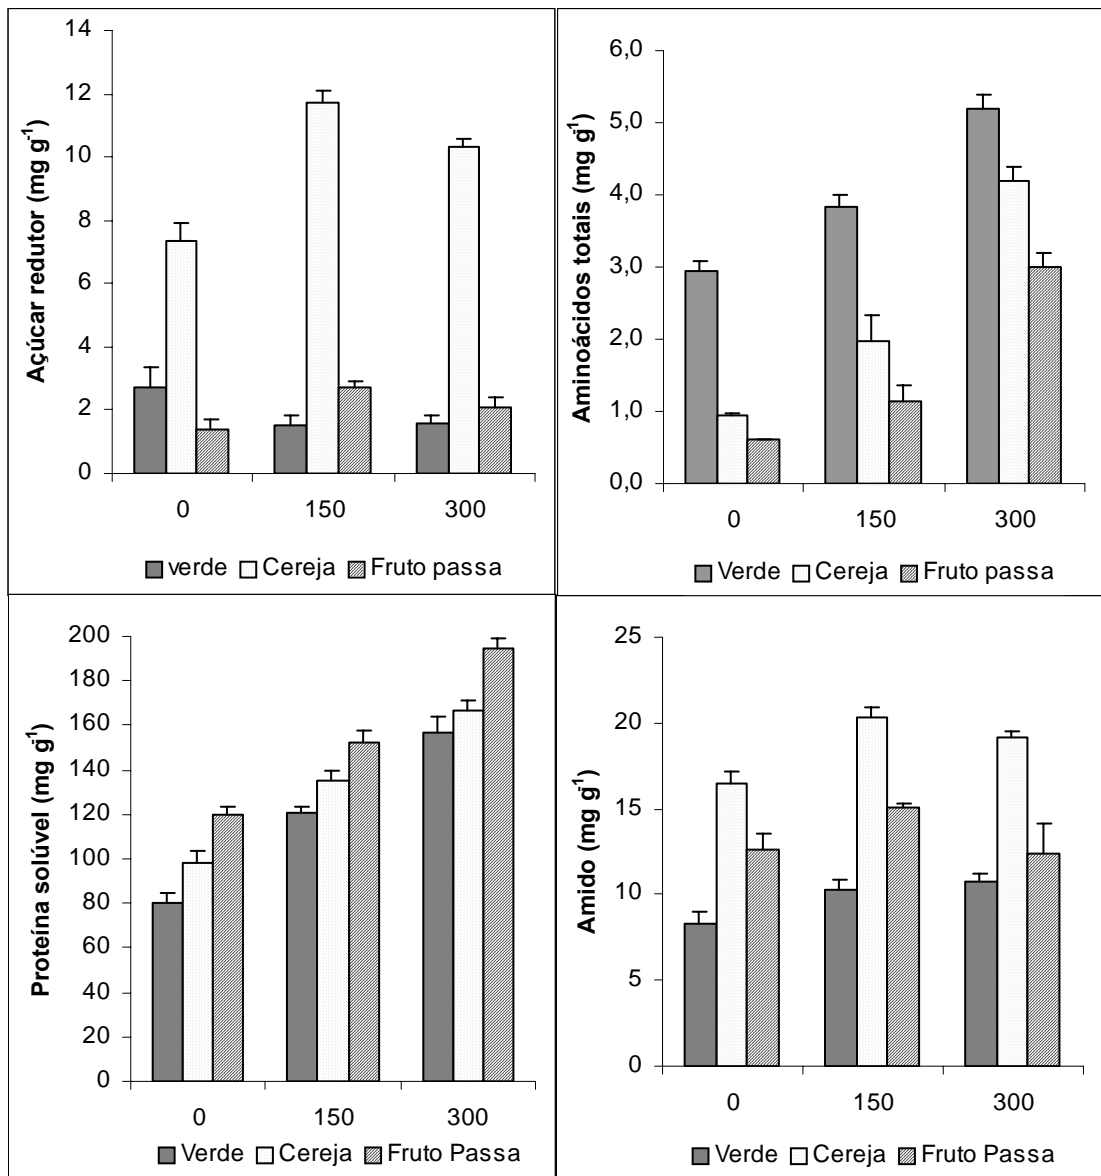 Açúcar redutor (mg g-1)
14
12
10
8
6
4
2
0
0 150 300
verde Cereja Fruto passa
Aminoácidos totais (mg g-1)
6,0
5,0
4,0
3,0
2,0
1,0
0,0
0 150 300
Verde Cereja Fruto passa
Proteína solúvel (mg g-1)
200
180
160
140
120
100
80
60
40
20
0
0 150 300
Verde Cereja Fruto Passa
Amido (mg g-1)
25
20
15
10
5
0
0 150 300
Verde Cereja Fruto Passa